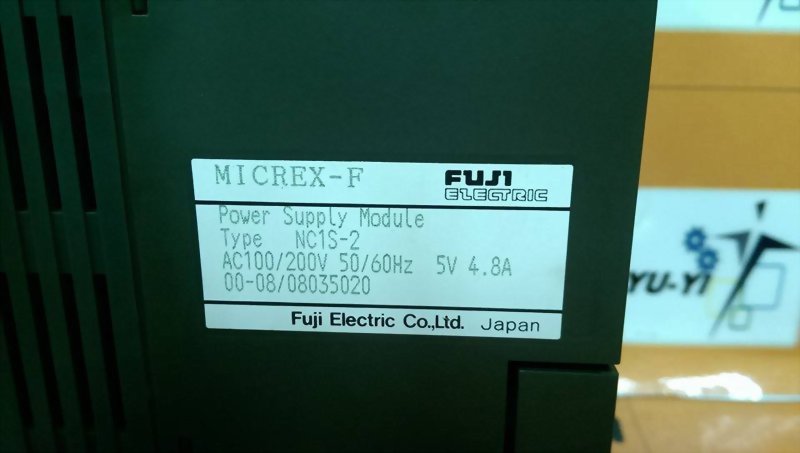 MICREX-F
FUJI
ELECTRIC
Power Supply Module
Type NC1S-2
AC100/200V 50/60Hz 5V 4.8A
00-08/08035020
Fuji Electric Co.,Ltd. Japan
YU-YI